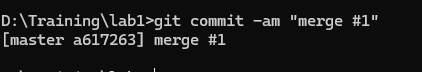 D:\Training\lab1>git commit -am "merge #1"
[master a617263] merge #1